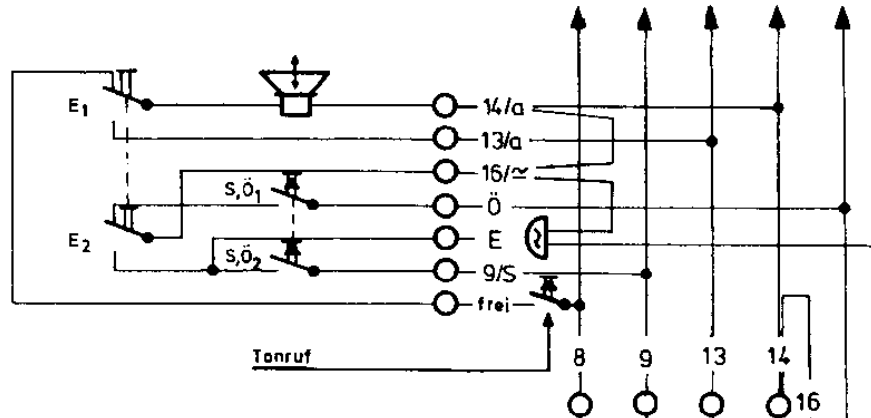 E1
14/a
13/a
16/≃
S,Ö1
Ö
E2
E
S,Ö2
9/S
frei
Tonruf
8 9 13 14
16